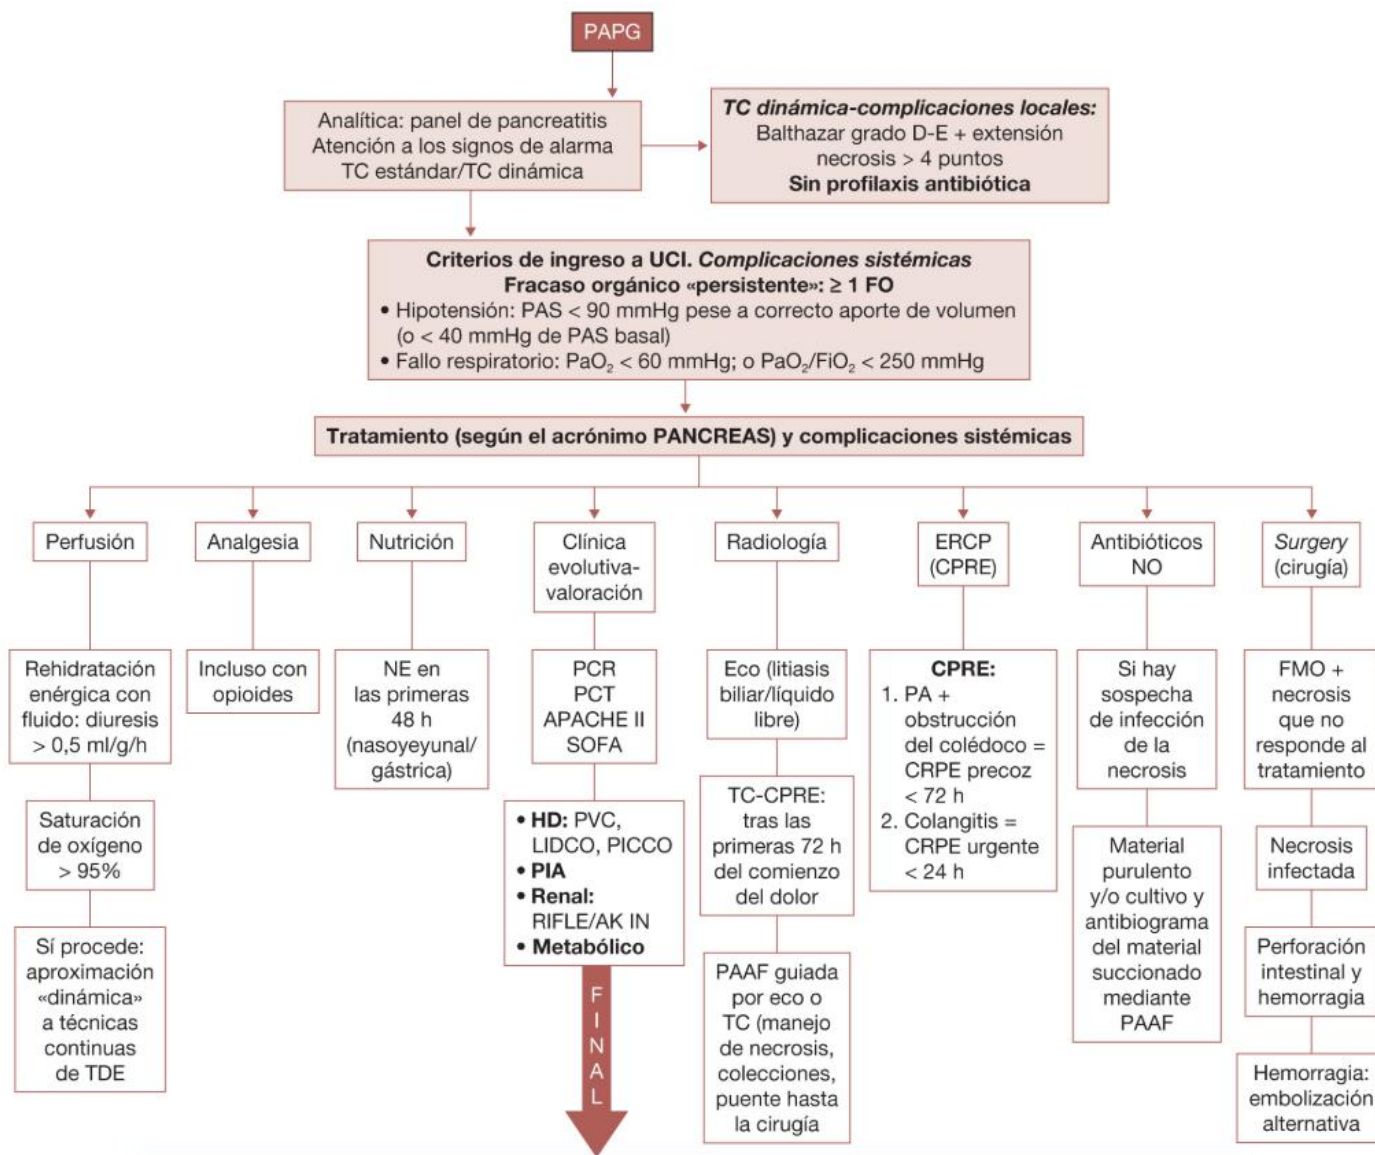 PAPG
Analítica: panel de pancreatitis
Atención a los signos de alarma
TC estándar/TC dinámica
TC dinámica-complicaciones locales:
Balthazar grado D-E + extensión
necrosis > 4 puntos
Sin profilaxis antibiótica
Criterios de ingreso a UCI. Complicaciones sistémicas
Fracaso orgánico «persistente»: ≥ 1 FO
• Hipotensión: PAS < 90 mmHg pese a correcto aporte de volumen
(o < 40 mmHg de PAS basal)
• Fallo respiratorio: PaO₂ < 60 mmHg; o PaO₂/FiO₂ < 250 mmHg
Tratamiento (según el acrónimo PANCREAS) y complicaciones sistémicas
Perfusión
Rehidratación
enérgica con
fluido: diuresis
> 0,5 ml/g/h
Saturación
de oxígeno
> 95%
Sí procede:
aproximación
«dinámica»
a técnicas
continuas
de TDE
Analgesia
Incluso con
opioides
Nutrición
NE en
las primeras
48 h
(nasoyeyunal/
gástrica)
Clínica
evolutiva-
valoración
PCR
PCT
APACHE II
SOFA
• HD: PVC,
LIDCO, PICCO
• PIA
• Renal:
RIFLE/AK IN
• Metabólico
FINAL
Radiología
Eco (litiasis
biliar/líquido
libre)
TC-CPRE:
tras las
primeras 72 h
del comienzo
del dolor
PAAF guiada
por eco o
TC (manejo
de necrosis,
colecciones,
puente hasta
la cirugía
ERCP
(CPRE)
CPRE:
1. PA +
obstrucción
del colédoco =
CRPE precoz
< 72 h
2. Colangitis =
CRPE urgente
< 24 h
Antibióticos
NO
Si hay
sospecha
de infección
de la
necrosis
Material
purulento
y/o cultivo y
antibiograma
del material
succionado
mediante
PAAF
Surgery
(cirugía)
FMO +
necrosis
que no
responde al
tratamiento
Necrosis
infectada
Perforación
intestinal y
hemorragia
Hemorragia:
embolización
alternativa